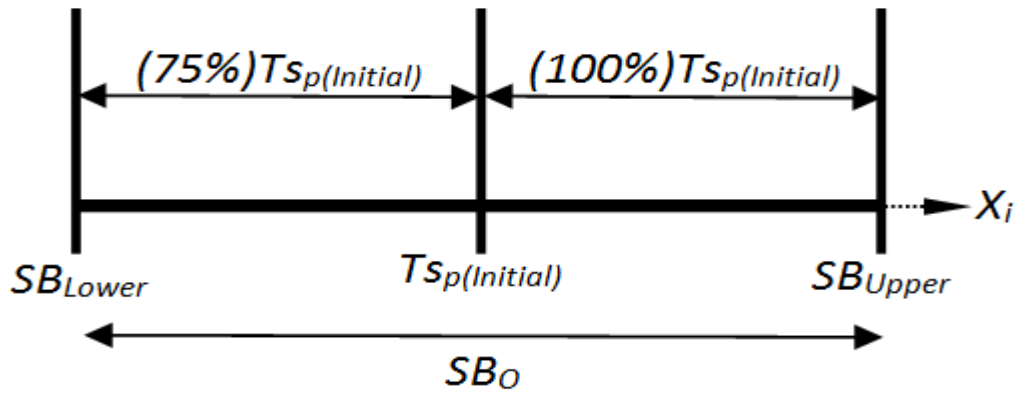 (75%)Tsp(Initial) (100%)Tsp(Initial)
Xi
SBLower Tsp(Initial) SBUpper
SBO